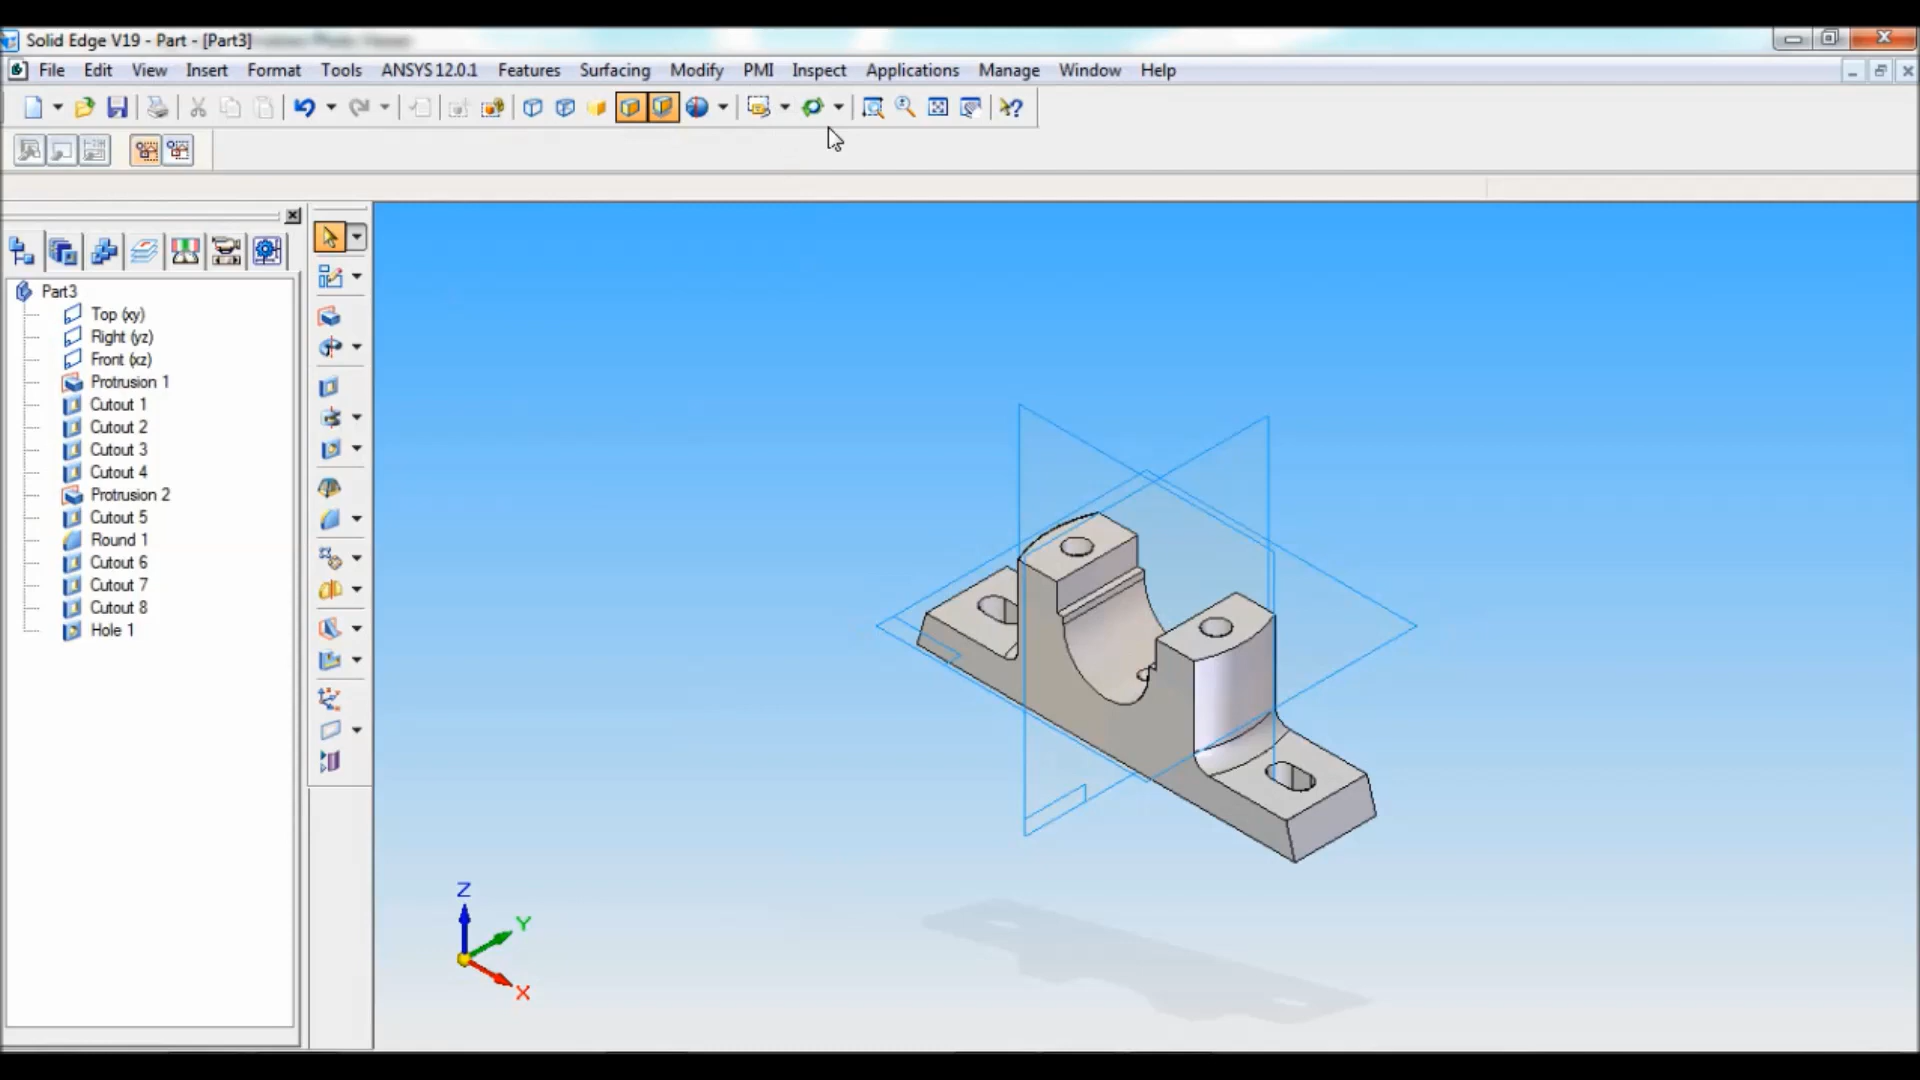 Solid Edge V19 - Part - [Part3]
File Edit View Insert Format Tools ANSYS 12.0.1 Features Surfacing Modify PMI Inspect Applications Manage Window Help
Part3
Top (xy)
Right (yz)
Front (xz)
Protrusion 1
Cutout 1
Cutout 2
Cutout 3
Cutout 4
Protrusion 2
Cutout 5
Round 1
Cutout 6
Cutout 7
Cutout 8
Hole 1
Z
Y
X